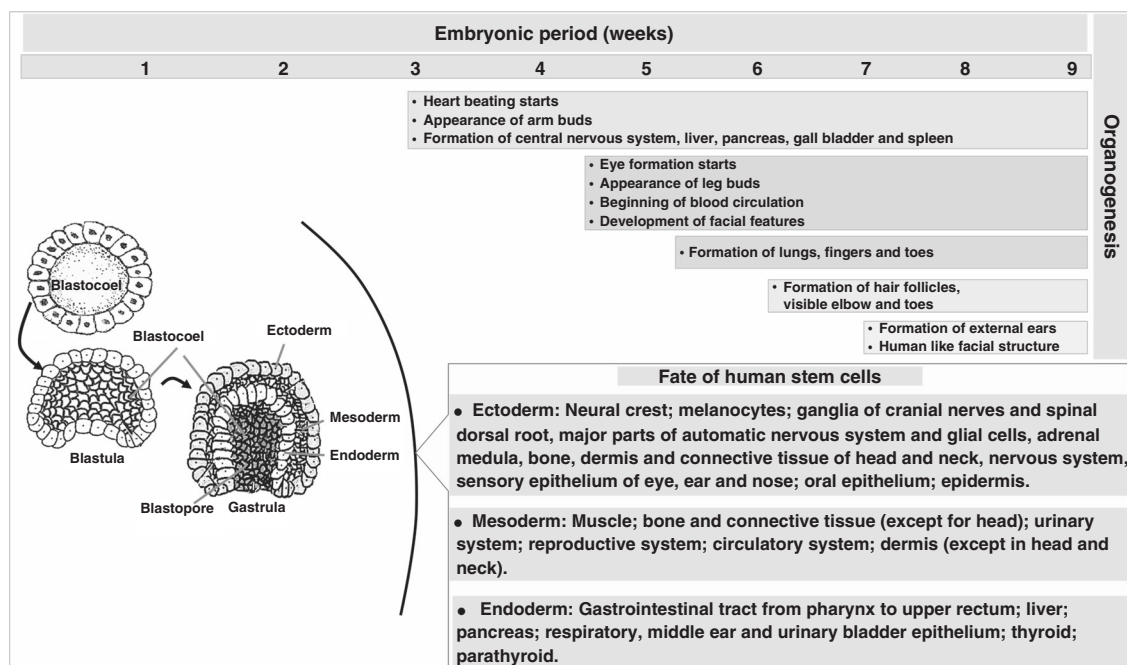 Embryonic period (weeks)
1 2 3 4 5 6 7 8 9
Organogenesis
• Heart beating starts
• Appearance of arm buds
• Formation of central nervous system, liver, pancreas, gall bladder and spleen
• Eye formation starts
• Appearance of leg buds
• Beginning of blood circulation
• Development of facial features
• Formation of lungs, fingers and toes
• Formation of hair follicles,
visible elbow and toes
• Formation of external ears
• Human like facial structure
Blastocoel
Blastocoel
Ectoderm
Mesoderm
Endoderm
Blastula
Blastopore
Gastrula
Fate of human stem cells
● Ectoderm: Neural crest; melanocytes; ganglia of cranial nerves and spinal
dorsal root, major parts of automatic nervous system and glial cells, adrenal
medula, bone, dermis and connective tissue of head and neck, nervous system,
sensory epithelium of eye, ear and nose; oral epithelium; epidermis.
● Mesoderm: Muscle; bone and connective tissue (except for head); urinary
system; reproductive system; circulatory system; dermis (except in head and
neck).
● Endoderm: Gastrointestinal tract from pharynx to upper rectum; liver;
pancreas; respiratory, middle ear and urinary bladder epithelium; thyroid;
parathyroid.